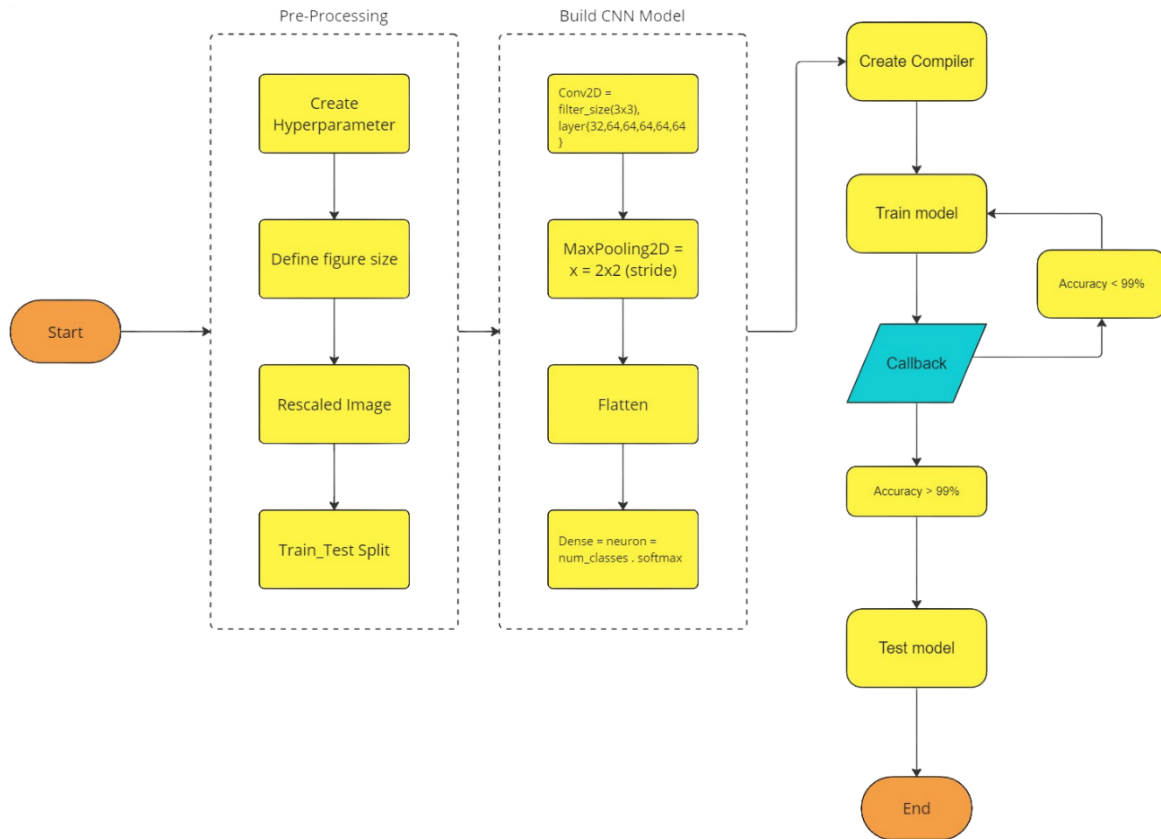 Pre-Processing
Build CNN Model
Start
Create
Hyperparameter
Define figure size
Rescaled Image
Train_Test Split
Conv2D =
filter_size(3x3),
layer{32,64,64,64,64,64
}
MaxPooling2D =
x = 2x2 (stride)
Flatten
Dense = neuron =
num_classes . softmax
Create Compiler
Train model
Accuracy < 99%
Callback
Accuracy > 99%
Test model
End